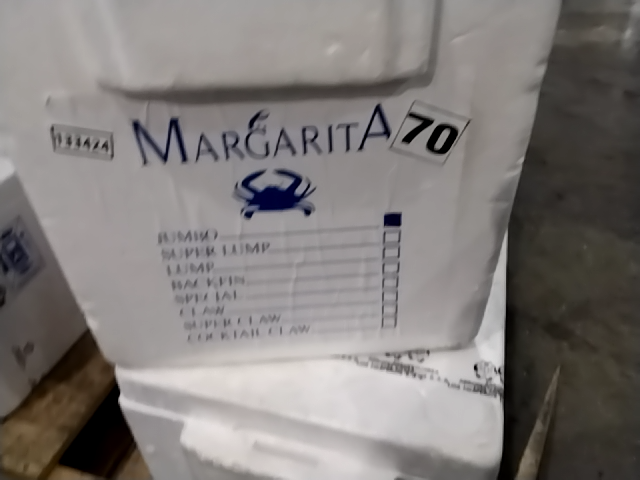 MARGARITA
70
JUMBO
SUPER LUMP
LUMP
BACKFIN
SPECIAL
CLAW
SUPER CLAW
COCKTAIL CLAW